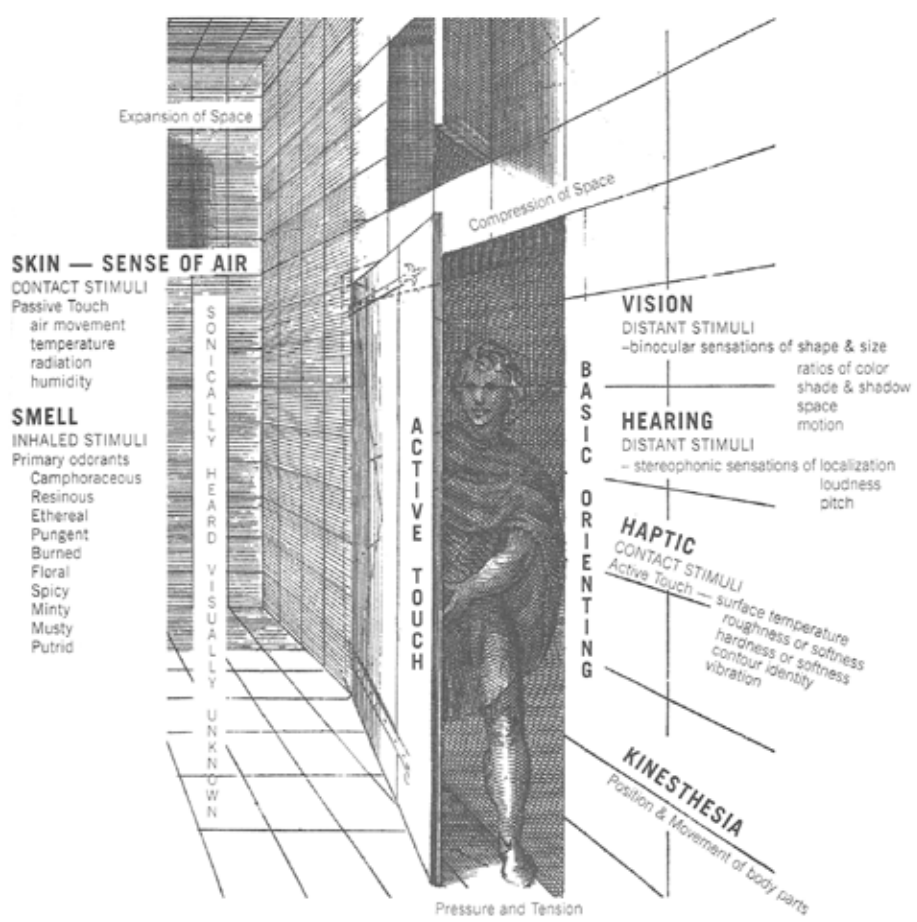 Expansion of Space
Compression of Space
SKIN — SENSE OF AIR
CONTACT STIMULI
Passive Touch
air movement
temperature
radiation
humidity
SMELL
INHALED STIMULI
Primary odorants
Camphoraceous
Resinous
Ethereal
Pungent
Burned
Floral
Spicy
Minty
Musty
Putrid
SONICALLY HEARD VISUALLY UNKNOWN
ACTIVE TOUCH
BASIC ORIENTING
VISION
DISTANT STIMULI
–binocular sensations of shape & size
ratios of color
shade & shadow
space
motion
HEARING
DISTANT STIMULI
– stereophonic sensations of localization
loudness
pitch
HAPTIC
CONTACT STIMULI
Active Touch — surface temperature
roughness or softness
hardness or softness
contour identity
vibration
KINESTHESIA
Position & Movement of body parts
Pressure and Tension